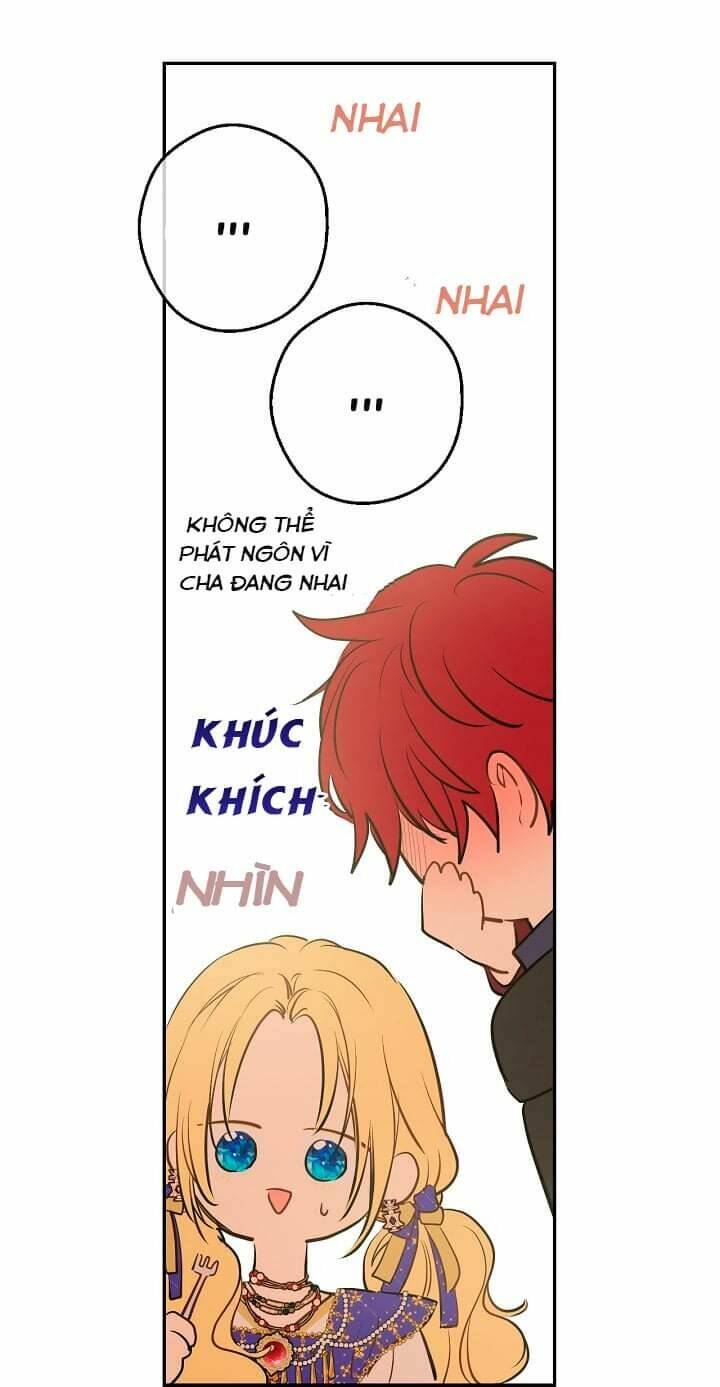 NHAI
...
NHAI
...
KHÔNG THỂ
PHÁT NGÔN VÌ
CHA ĐANG NHAI
KHÚC
KHÍCH
NHÌN